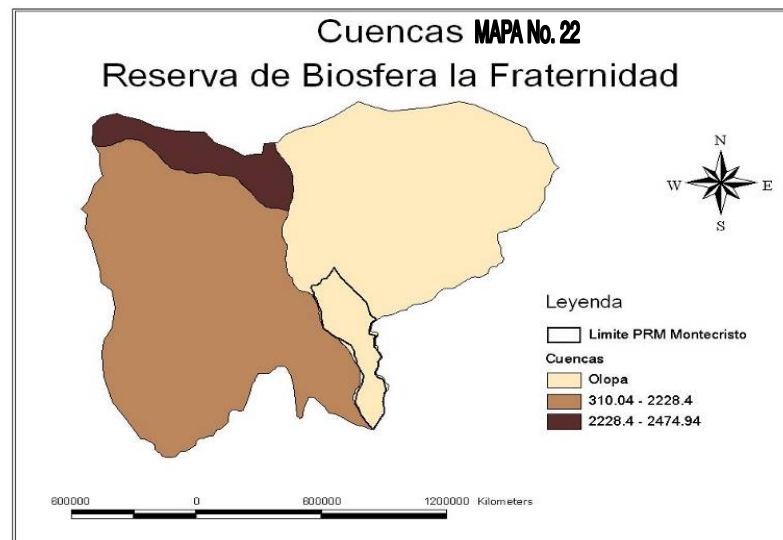 Cuencas MAPA No. 22
Reserva de Biosfera la Fraternidad
N
W E
S
Leyenda
Limite PRM Montecristo
Cuencas
Olopa
310.04 - 2228.4
2228.4 - 2474.94
600000 0 600000 1200000 Kilometers